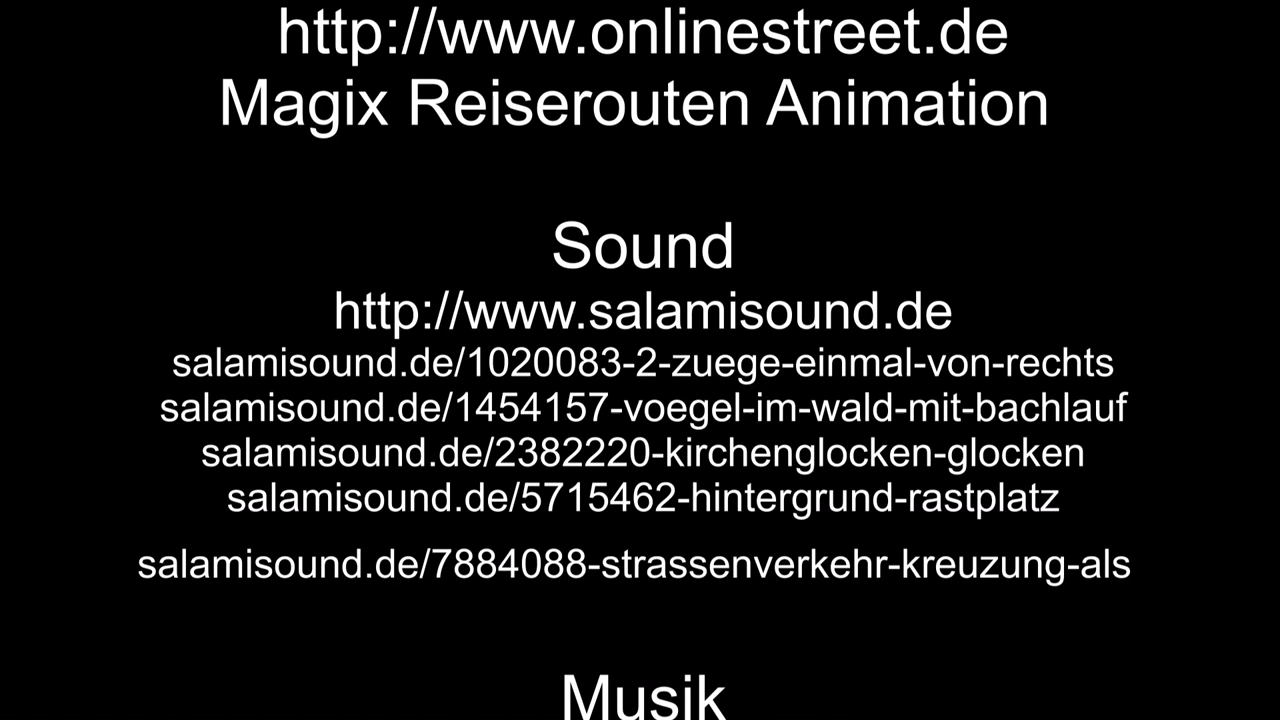 http://www.onlinestreet.de
Magix Reiserouten Animation
Sound
http://www.salamisound.de
salamisound.de/1020083-2-zuege-einmal-von-rechts
salamisound.de/1454157-voegel-im-wald-mit-bachlauf
salamisound.de/2382220-kirchenglocken-glocken
salamisound.de/5715462-hintergrund-rastplatz
salamisound.de/7884088-strassenverkehr-kreuzung-als
Musik